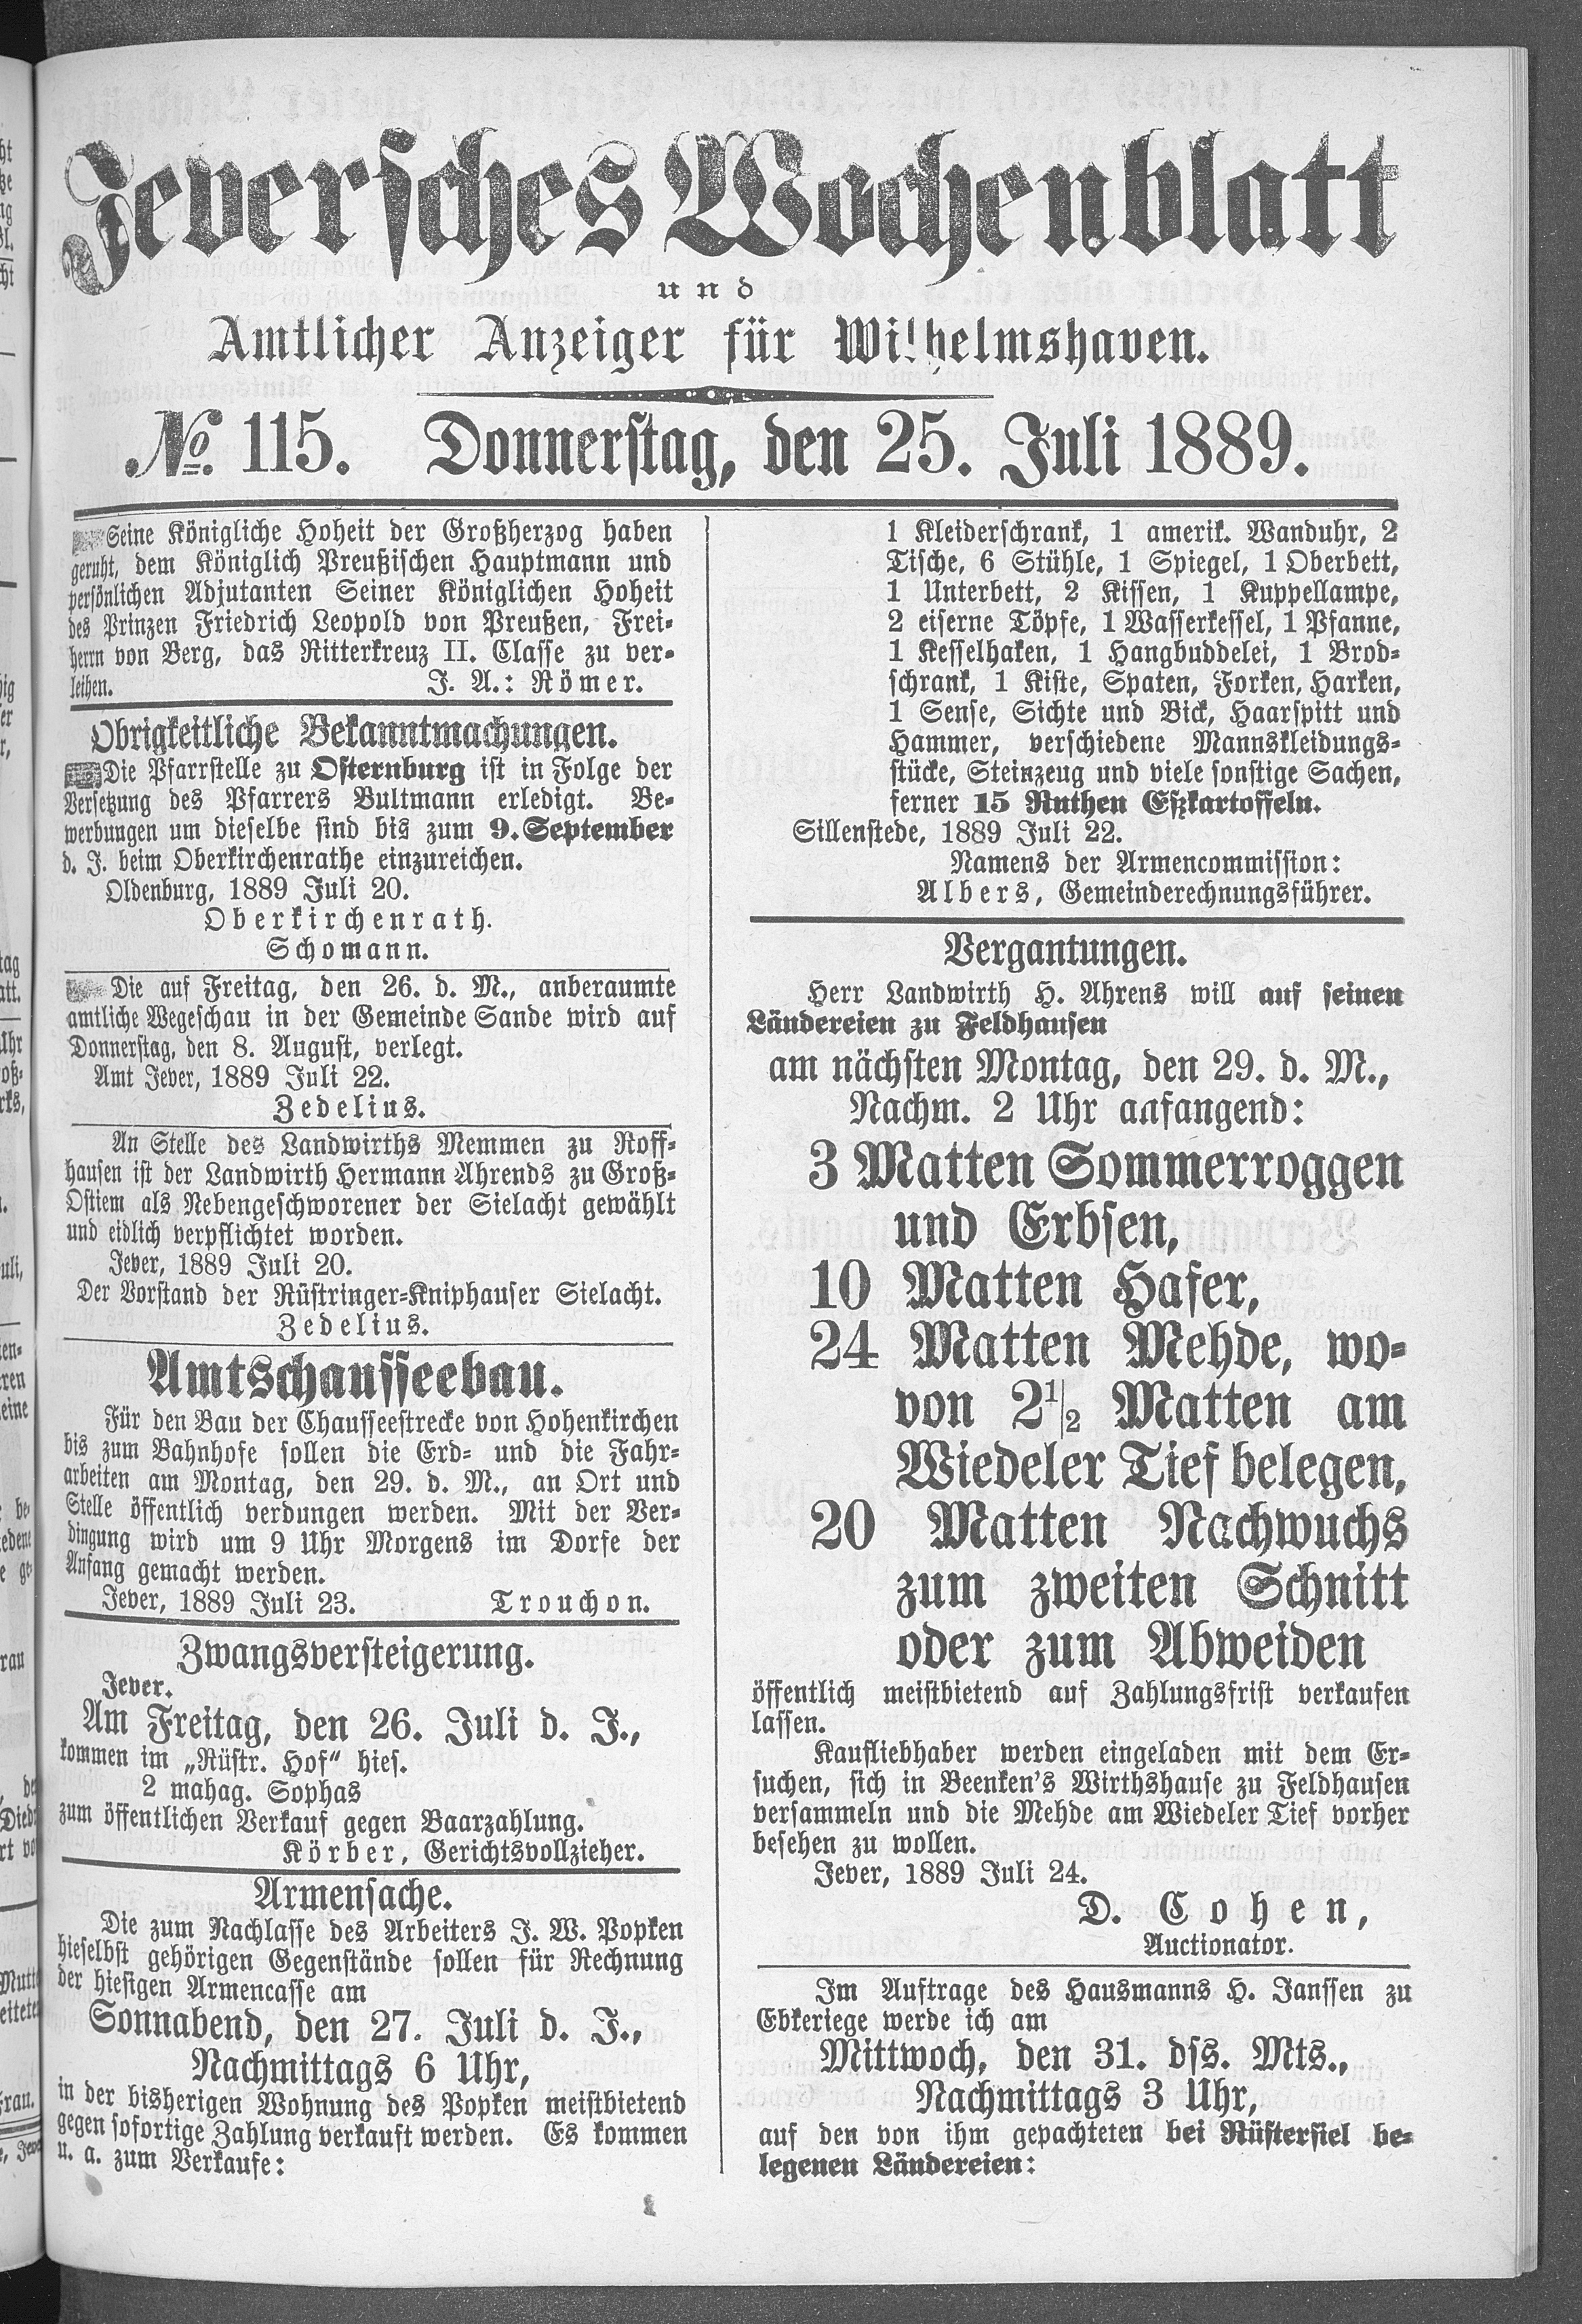 Jeversches Wochenblatt
und
Amtlicher Anzeiger für Wilhelmshaven.
№. 115. Donnerstag, den 25. Juli 1889.
Seine Königliche Hoheit der Großherzog haben
geruht, dem Königlich Preußischen Hauptmann und
persönlichen Adjutanten Seiner Königlichen Hoheit
des Prinzen Friedrich Leopold von Preußen, Frei-
herrn von Berg, das Ritterkreuz II. Classe zu ver-
leihen. J. A.: Römer.
Obrigkeitliche Bekanntmachungen.
Die Pfarrstelle zu Osternburg ist in Folge der
Versetzung des Pfarrers Bultmann erledigt. Be-
werbungen um dieselbe sind bis zum 9. September
d. J. beim Oberkirchenrathe einzureichen.
Oldenburg, 1889 Juli 20.
Oberkirchenrath.
Schomann.
Die auf Freitag, den 26. d. M., anberaumte
amtliche Wegeschau in der Gemeinde Sande wird auf
Donnerstag, den 8. August, verlegt.
Amt Jever, 1889 Juli 22.
Zedelius.
An Stelle des Landwirths Memmen zu Roff-
hausen ist der Landwirth Hermann Ahrends zu Groß-
Ostiem als Nebengeschworener der Sielacht gewählt
und eidlich verpflichtet worden.
Jever, 1889 Juli 20.
Der Vorstand der Rüstringer-Kniphauser Sielacht.
Zedelius.
Amtschausseebau.
Für den Bau der Chausseestrecke von Hohenkirchen
bis zum Bahnhofe sollen die Erd- und die Fahr-
arbeiten am Montag, den 29. d. M., an Ort und
Stelle öffentlich verdungen werden. Mit der Ver-
dingung wird um 9 Uhr Morgens im Dorfe der
Anfang gemacht werden.
Jever, 1889 Juli 23. Trouchon.
Zwangsversteigerung.
Jever.
Am Freitag, den 26. Juli d. J.,
kommen im „Rüstr. Hof“ hies.
2 mahag. Sophas
zum öffentlichen Verkauf gegen Baarzahlung.
Körber, Gerichtsvollzieher.
Armensache.
Die zum Nachlasse des Arbeiters J. W. Popken
hieselbst gehörigen Gegenstände sollen für Rechnung
der hiesigen Armencasse am
Sonnabend, den 27. Juli d. J.,
Nachmittags 6 Uhr,
in der bisherigen Wohnung des Popken meistbietend
gegen sofortige Zahlung verkauft werden. Es kommen
u. a. zum Verkaufe:
1 Kleiderschrank, 1 amerik. Wanduhr, 2
Tische, 6 Stühle, 1 Spiegel, 1 Oberbett,
1 Unterbett, 2 Kissen, 1 Kuppellampe,
2 eiserne Töpfe, 1 Wasserkessel, 1 Pfanne,
1 Kesselhaken, 1 Hangbuddelei, 1 Brod-
schrank, 1 Kiste, Spaten, Forken, Harken,
1 Sense, Sichte und Bick, Haarspitt und
Hammer, verschiedene Mannskleidungs-
stücke, Steinzeug und viele sonstige Sachen,
ferner 15 Ruthen Eßkartoffeln.
Sillenstede, 1889 Juli 22.
Namens der Armencommission:
Albers, Gemeinderechnungsführer.
Vergantungen.
Herr Landwirth H. Ahrens will auf seinen
Ländereien zu Feldhausen
am nächsten Montag, den 29. d. M.,
Nachm. 2 Uhr anfangend:
3 Matten Sommerroggen
und Erbsen,
10 Matten Hafer,
24 Matten Mehde, wo-
von 2 1/2 Matten am
Wiedeler Tief belegen,
20 Matten Nachwuchs
zum zweiten Schnitt
oder zum Abweiden
öffentlich meistbietend auf Zahlungsfrist verkaufen
lassen.
Kaufliebhaber werden eingeladen mit dem Er-
suchen, sich in Beenken's Wirthshause zu Feldhausen
versammeln und die Mehde am Wiedeler Tief vorher
besehen zu wollen.
Jever, 1889 Juli 24.
D. Cohen,
Auctionator.
Im Auftrage des Hausmanns H. Janssen zu
Ebkeriege werde ich am
Mittwoch, den 31. dss. Mts.,
Nachmittags 3 Uhr,
auf den von ihm gepachteten bei Rüstersiel be-
legenen Ländereien: